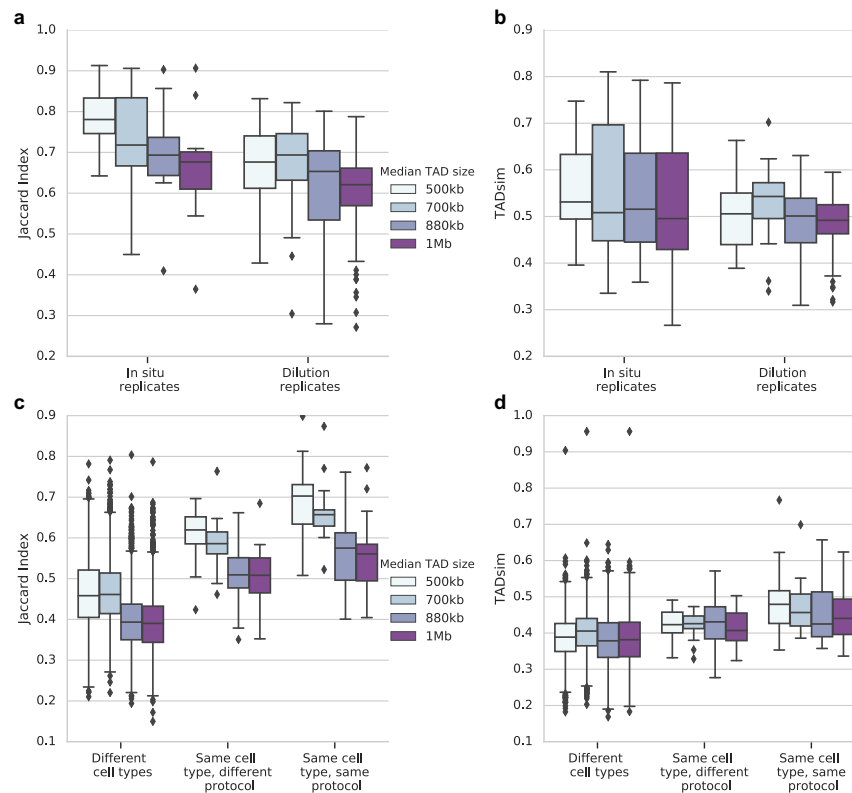 a
1.0
0.9
0.8
0.7
0.6
0.5
0.4
0.3
0.2
Jaccard Index
In situ
replicates
Dilution
replicates
Median TAD size
500kb
700kb
880kb
1Mb
b
0.9
0.8
0.7
0.6
0.5
0.4
0.3
0.2
TADsim
In situ
replicates
Dilution
replicates
c
0.9
0.8
0.7
0.6
0.5
0.4
0.3
0.2
0.1
Jaccard Index
Different
cell types
Same cell
type, different
protocol
Same cell
type, same
protocol
Median TAD size
500kb
700kb
880kb
1Mb
d
1.0
0.9
0.8
0.7
0.6
0.5
0.4
0.3
0.2
0.1
TADsim
Different
cell types
Same cell
type, different
protocol
Same cell
type, same
protocol